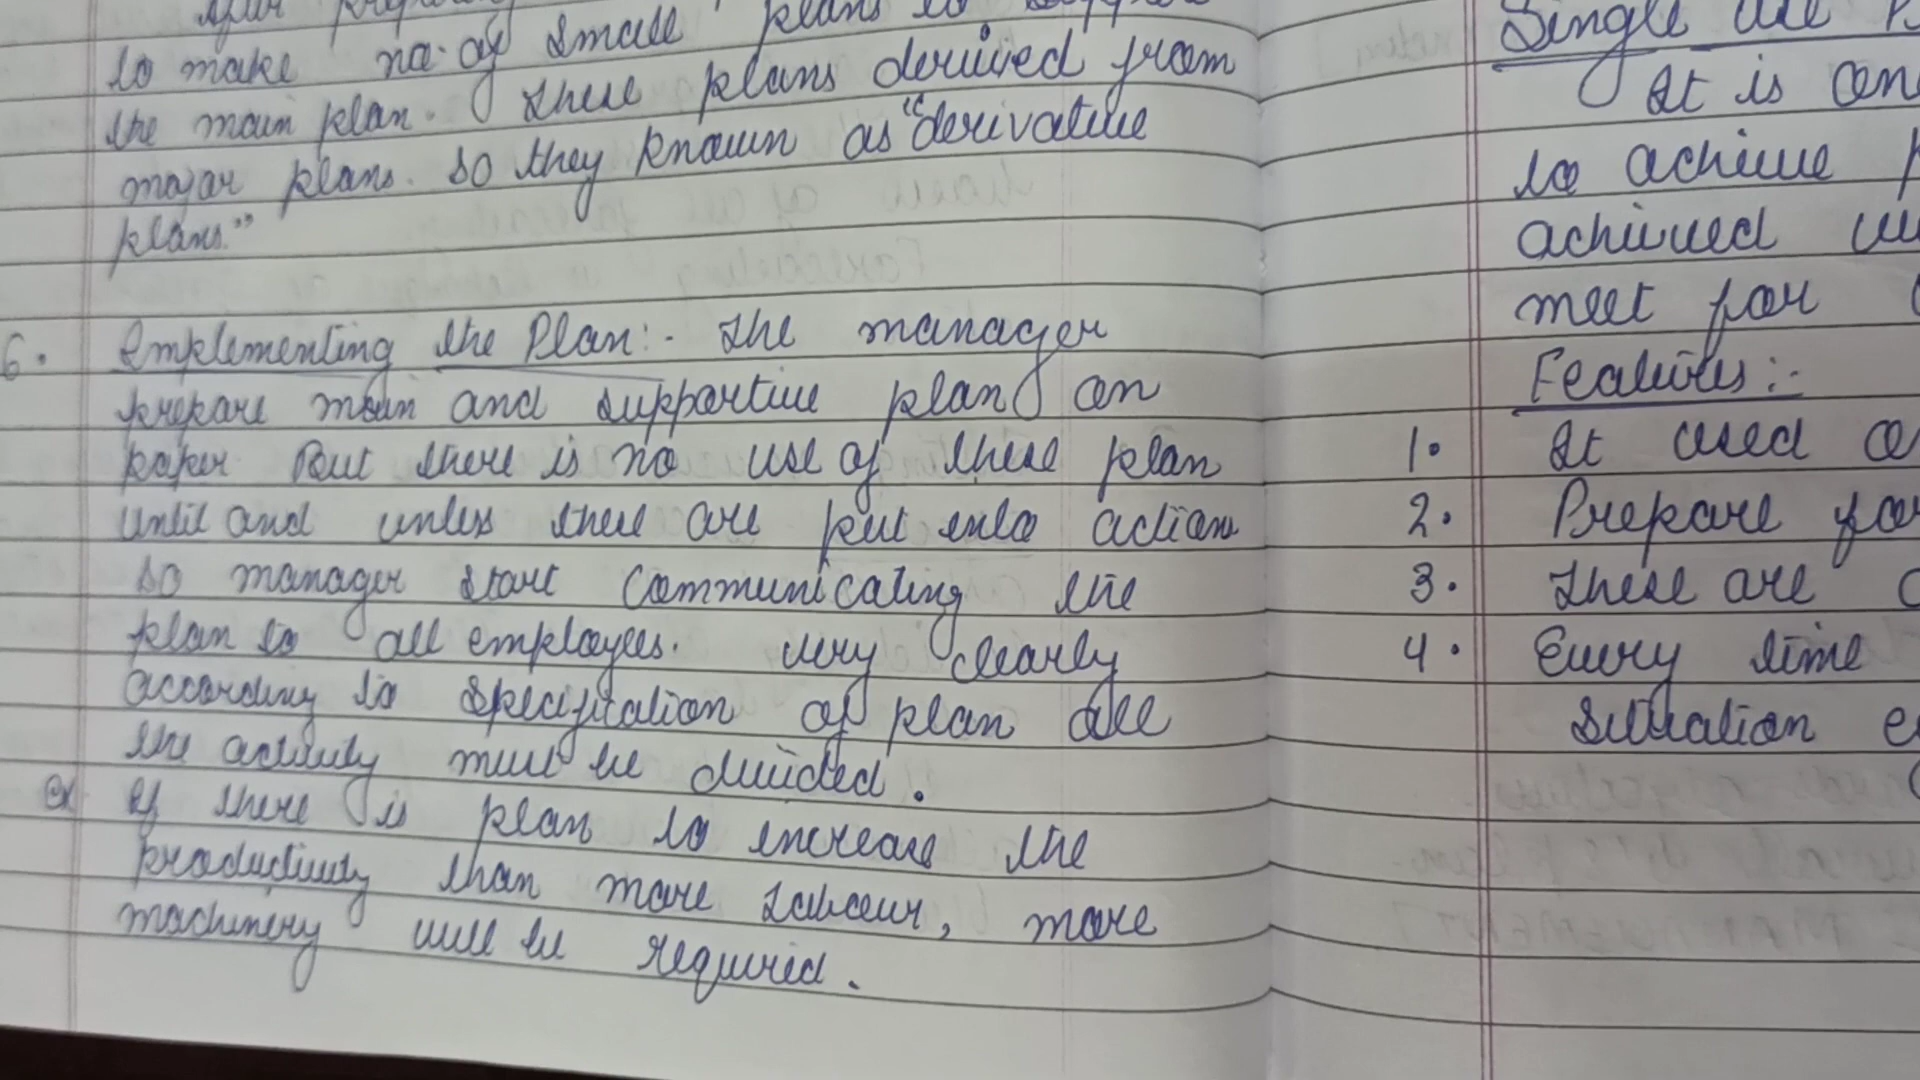 to make no. of small plans to
the main plan. These plans derived from
major plans. so they known as "derivative
plans."
6. Implementing the Plan:- The manager
prepare main and supportive plan on
paper But there is no use of these plan
until and unless these are put into action
so manager start communicating the
plan to all employees. very clearly
according to specification of plan all
the activity must be divided.
ex If there is plan to increase the
productivity than more Labour, more
machinery will be required.
Single use
It is
to achieve
achieved
meet for
Features:-
1. It used
2. Prepare for
3. These are
4. Every time
situation